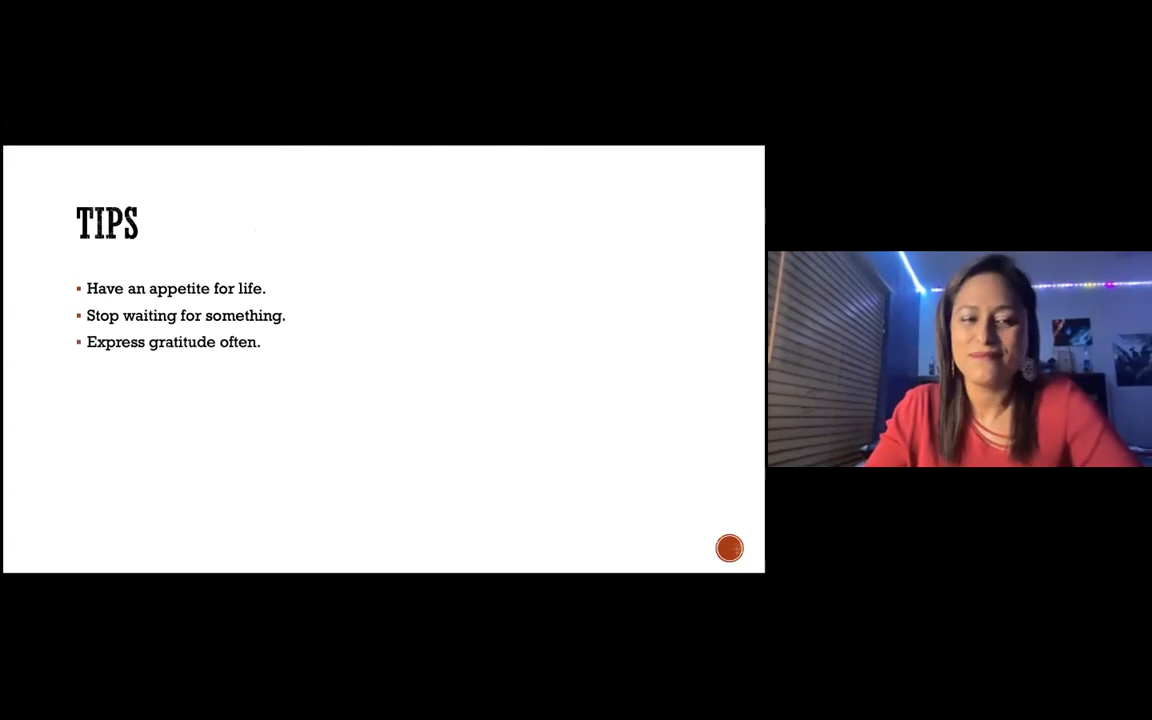 TIPS
Have an appetite for life.
Stop waiting for something.
Express gratitude often.